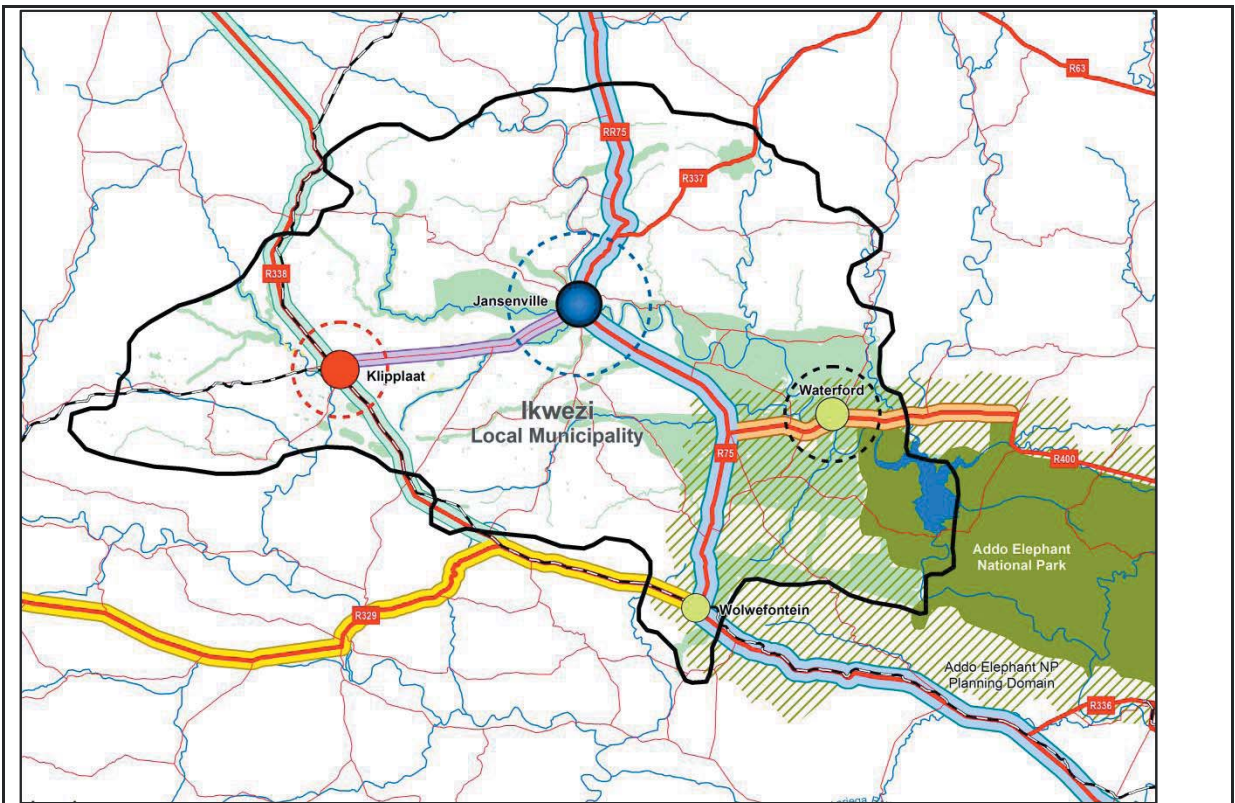 R63
RR75
R337
R338
Jansenville
Klipplaat
Waterford
Ikwezi
Local Municipality
R75
R400
Addo Elephant
National Park
Wolwefontein
R329
Addo Elephant NP
Planning Domain
R336